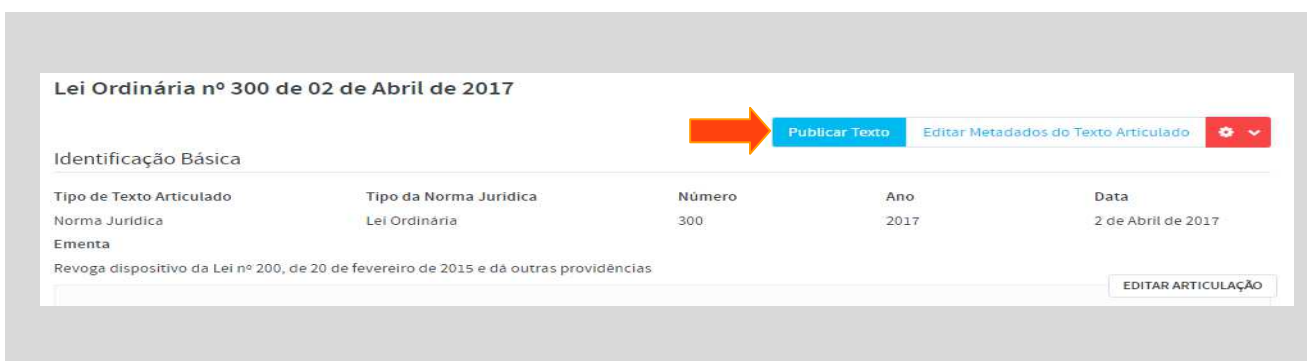 Lei Ordinária nº 300 de 02 de Abril de 2017
Publicar Texto Editar Metadados do Texto Articulado
Identificação Básica
Tipo de Texto Articulado Tipo da Norma Jurídica Número Ano Data
Norma Jurídica Lei Ordinária 300 2017 2 de Abril de 2017
Ementa
Revoga dispositivo da Lei nº 200, de 20 de fevereiro de 2015 e dá outras providências
EDITAR ARTICULAÇÃO